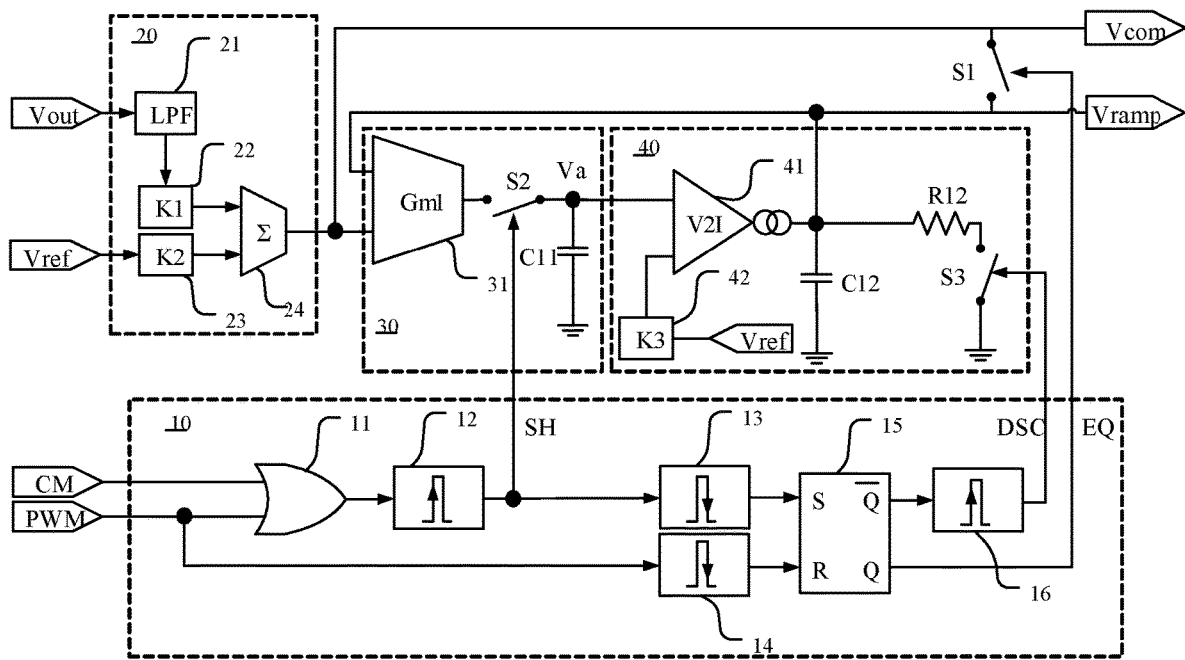 20
21
Vcom
S1
Vout
LPF
Vramp
22
40
41
K1
Gm1
S2
Va
V2I
R12
Σ
Vref
K2
C11
31
42
C12
S3
23
24
30
K3
Vref
10
11
12
SH
13
15
DSC
EQ
CM
PWM
S
Q
R
Q
16
14